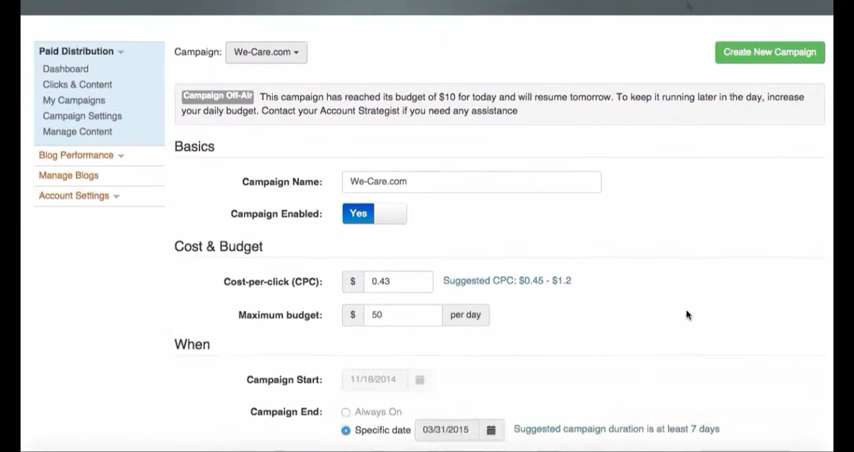 Paid Distribution
Dashboard
Clicks & Content
My Campaigns
Campaign Settings
Manage Content
Blog Performance
Manage Blogs
Account Settings
Campaign: We-Care.com
Create New Campaign
Campaign Off-Air This campaign has reached its budget of $10 for today and will resume tomorrow. To keep it running later in the day, increase
your daily budget. Contact your Account Strategist if you need any assistance
Basics
Campaign Name: We-Care.com
Campaign Enabled: Yes
Cost & Budget
Cost-per-click (CPC): $ 0.43 Suggested CPC: $0.45 - $1.2
Maximum budget: $ 50 per day
When
Campaign Start: 11/18/2014
Campaign End: Always On
Specific date 03/31/2015 Suggested campaign duration is at least 7 days